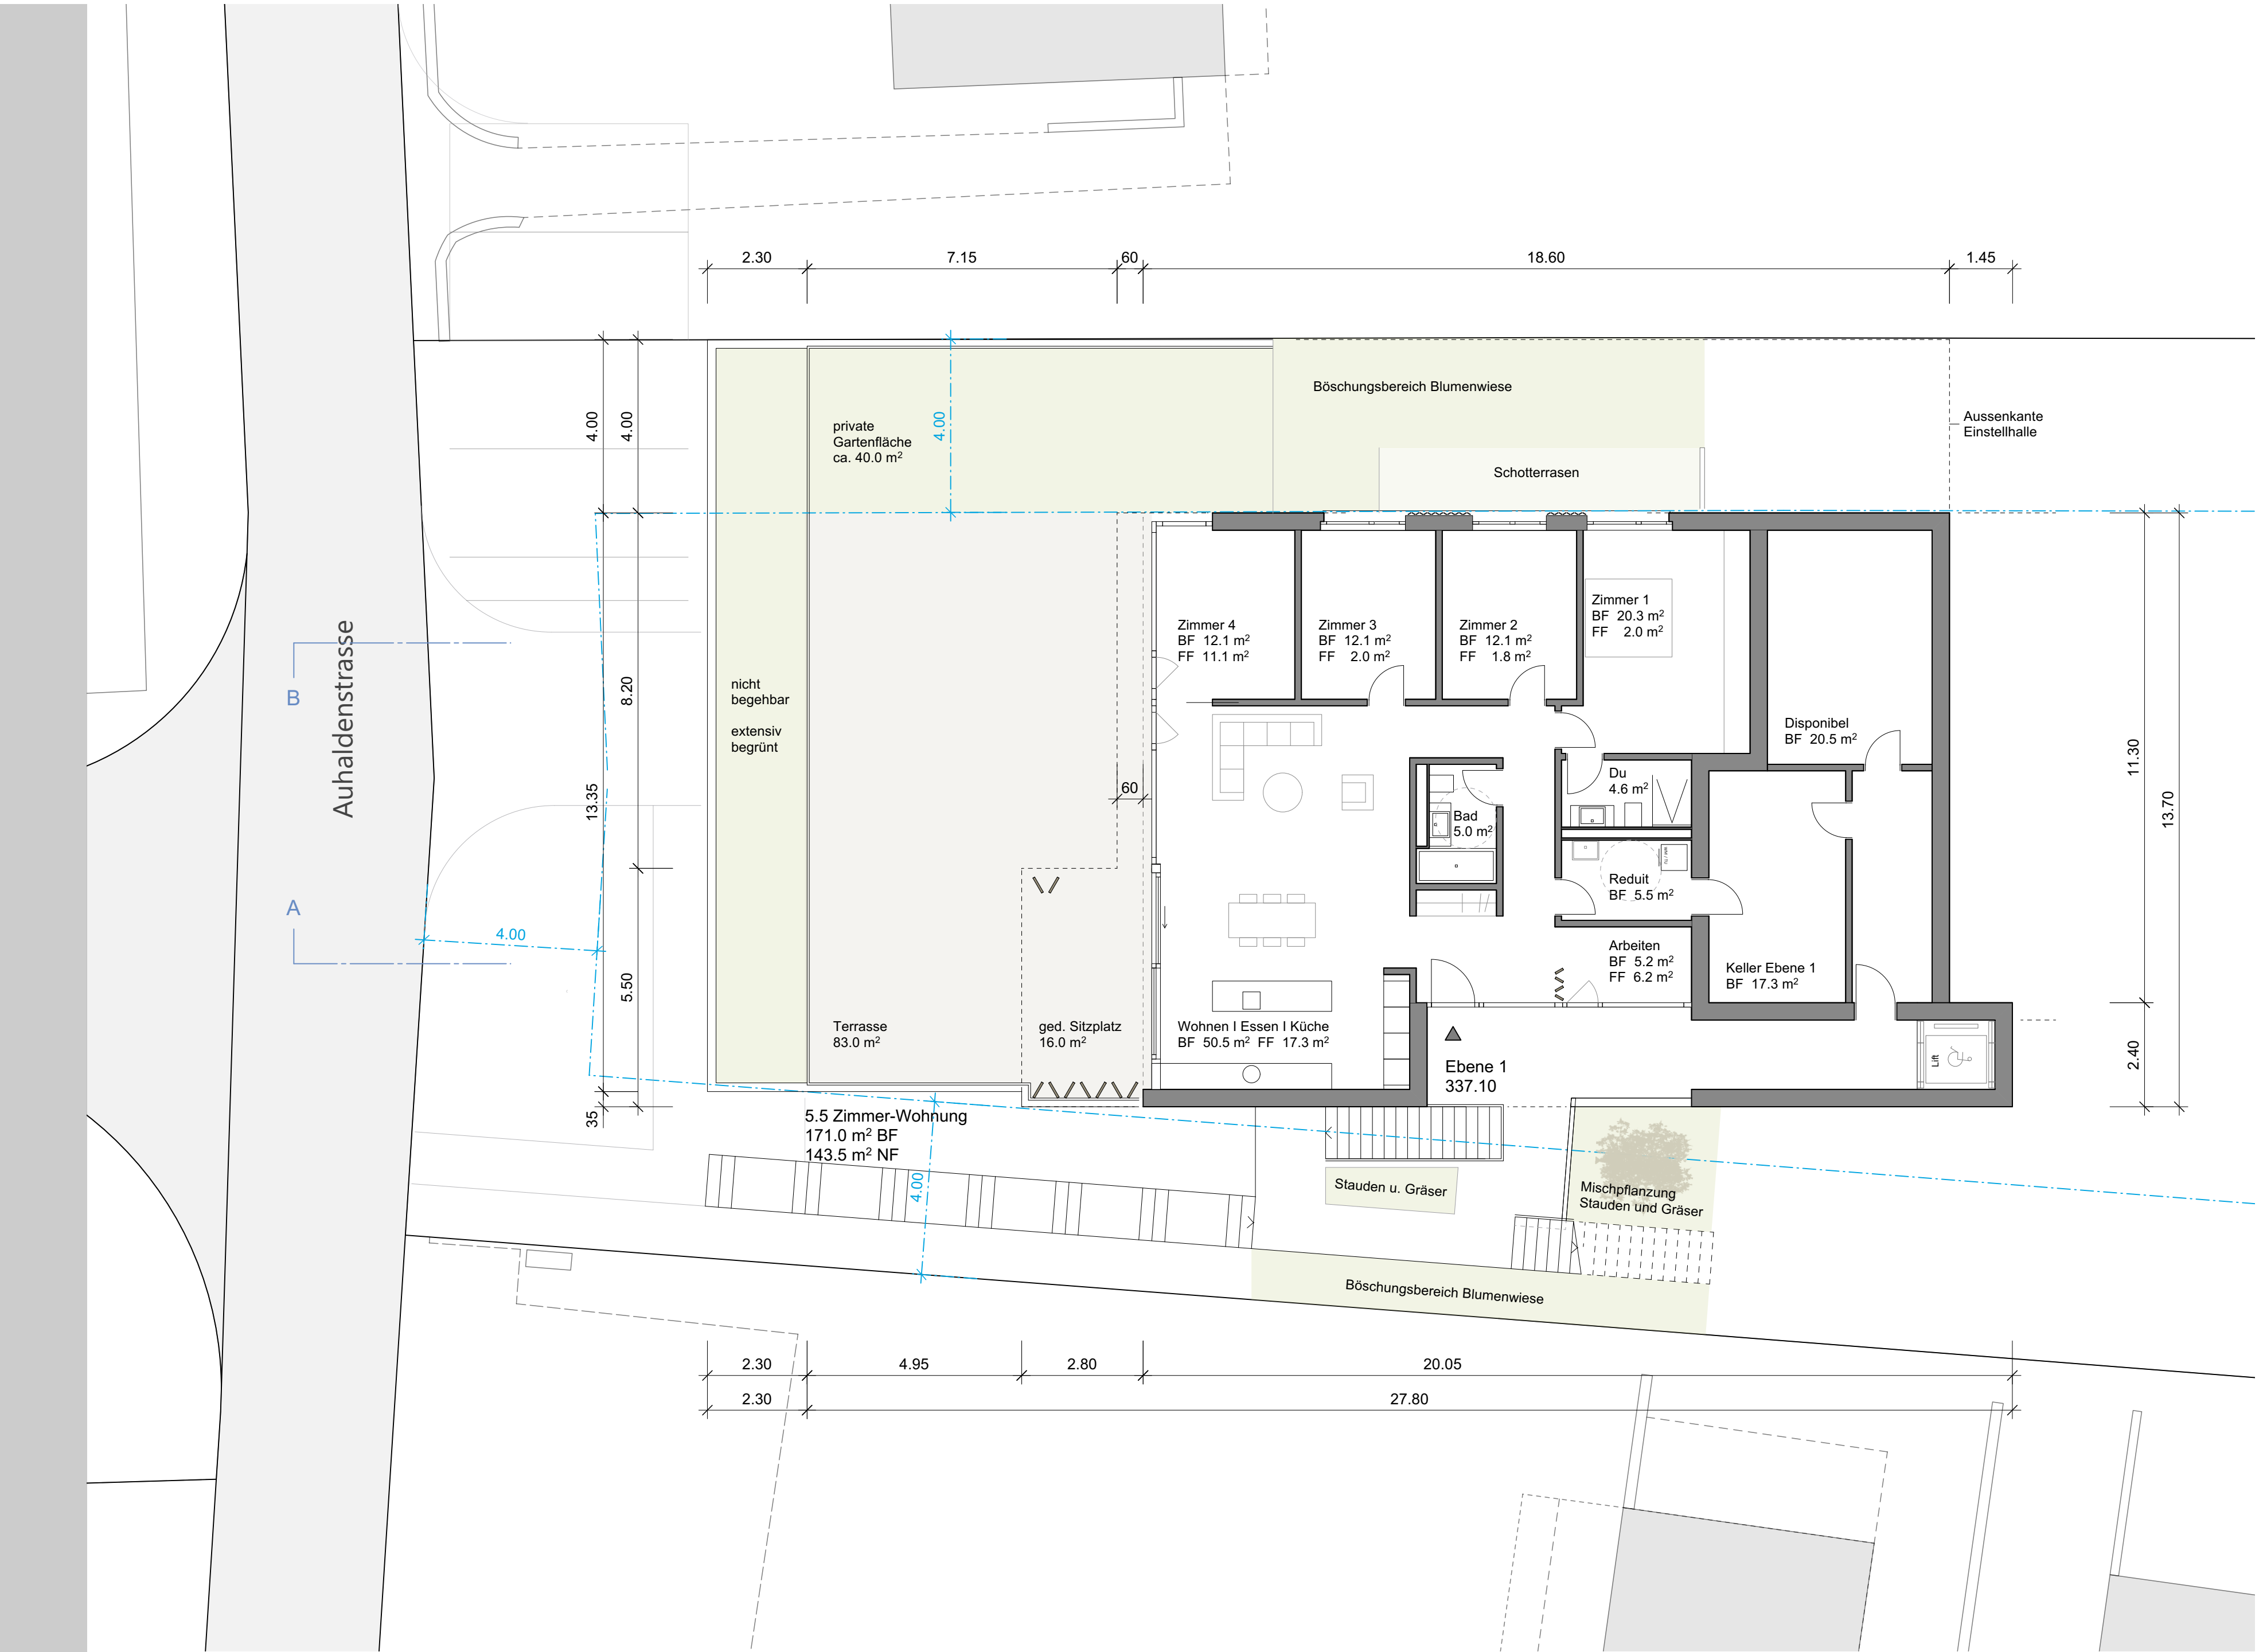 2.30
7.15
60
18.60
1.45
4.00
4.00
4.00
private
Gartenfläche
ca. 40.0 m²
Böschungsbereich Blumenwiese
Schotterrasen
Aussenkante
Einstellhalle
Auhaldenstrasse
B
A
4.00
8.20
13.35
5.50
35
nicht
begehbar
extensiv
begrünt
60
Zimmer 4
BF 12.1 m²
FF 11.1 m²
Zimmer 3
BF 12.1 m²
FF 2.0 m²
Zimmer 2
BF 12.1 m²
FF 1.8 m²
Zimmer 1
BF 20.3 m²
FF 2.0 m²
Disponibel
BF 20.5 m²
Du
4.6 m²
Bad
5.0 m²
Reduit
BF 5.5 m²
Arbeiten
BF 5.2 m²
FF 6.2 m²
Keller Ebene 1
BF 17.3 m²
11.30
13.70
2.40
Terrasse
83.0 m²
ged. Sitzplatz
16.0 m²
Wohnen I Essen I Küche
BF 50.5 m² FF 17.3 m²
Ebene 1
337.10
Lift
5.5 Zimmer-Wohnung
171.0 m² BF
143.5 m² NF
4.00
Stauden u. Gräser
Mischpflanzung
Stauden und Gräser
Böschungsbereich Blumenwiese
2.30
4.95
2.80
20.05
2.30
27.80